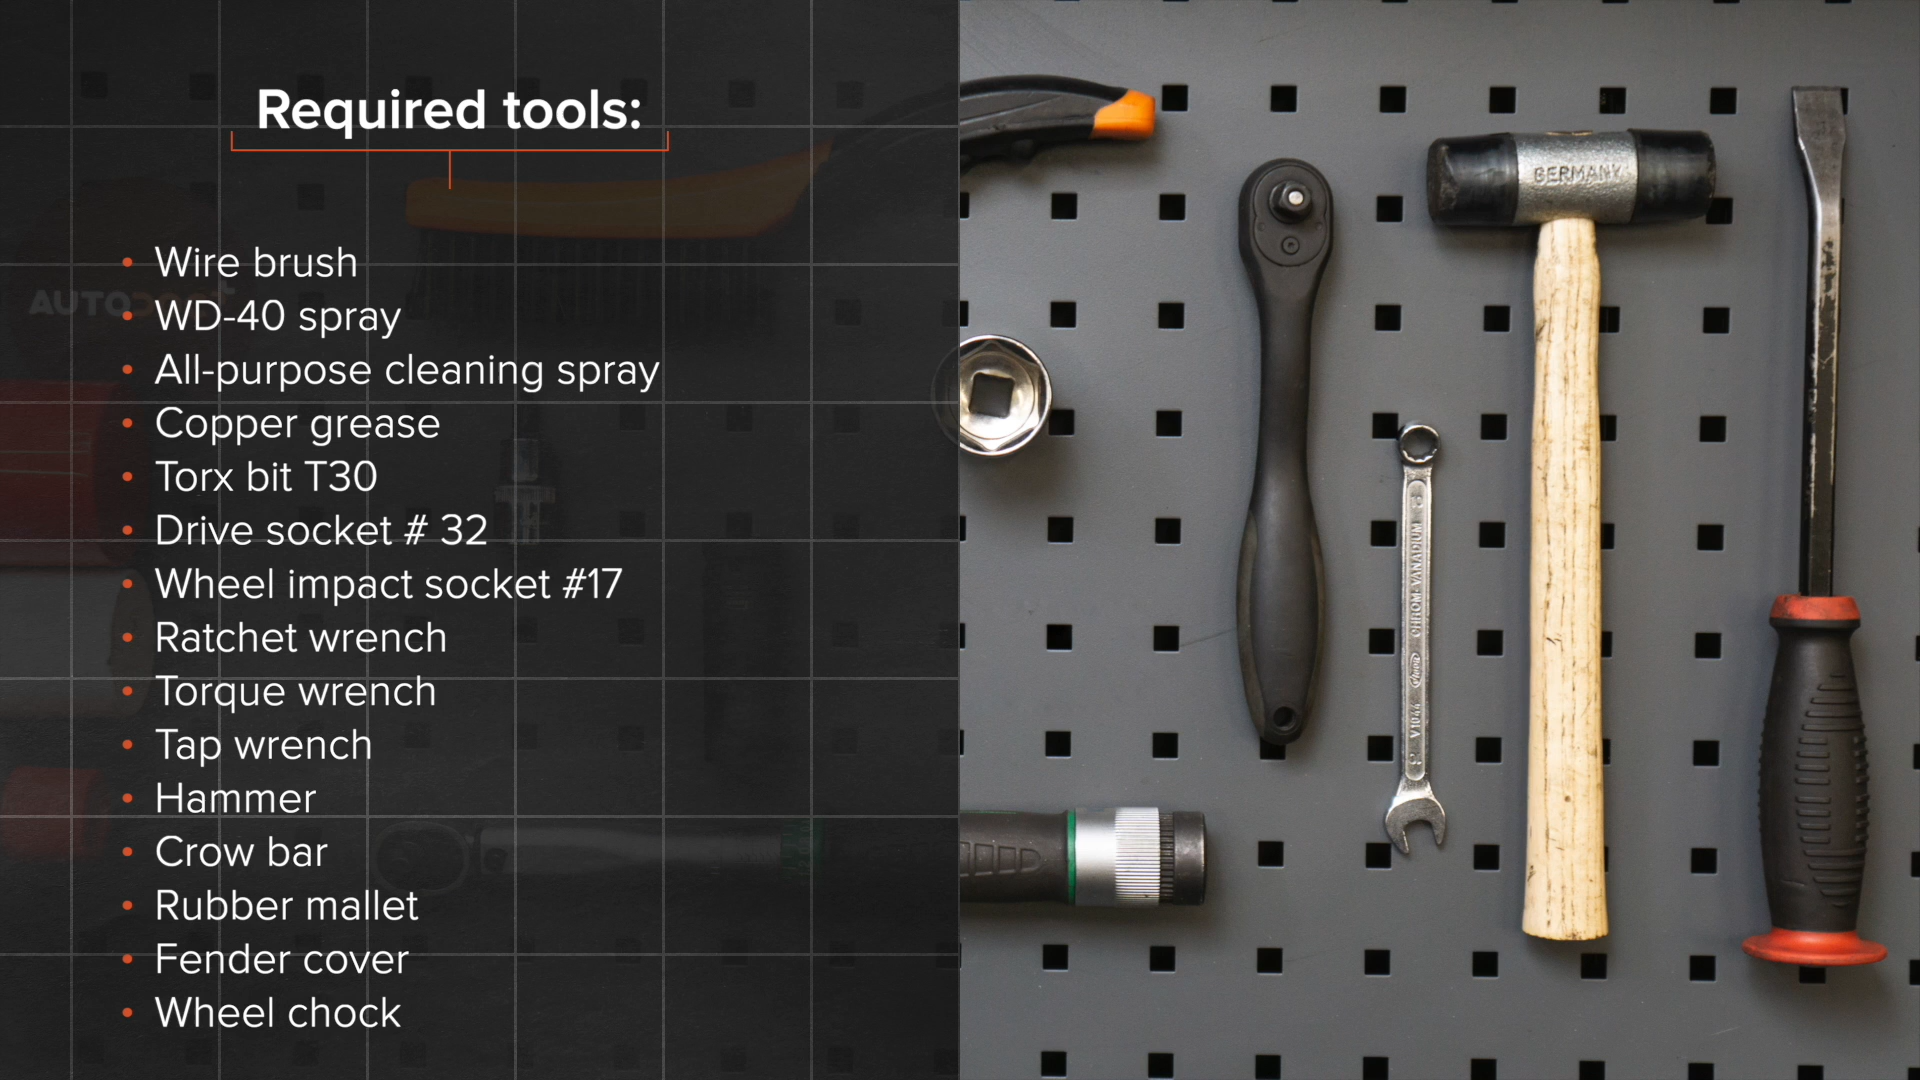 Required tools:
Wire brush
AUTODOC
WD-40 spray
All-purpose cleaning spray
Copper grease
Torx bit T30
Drive socket # 32
Wheel impact socket #17
Ratchet wrench
Torque wrench
Tap wrench
Hammer
Crow bar
Rubber mallet
Fender cover
Wheel chock
GERMANY
CHROM-VANADIUM